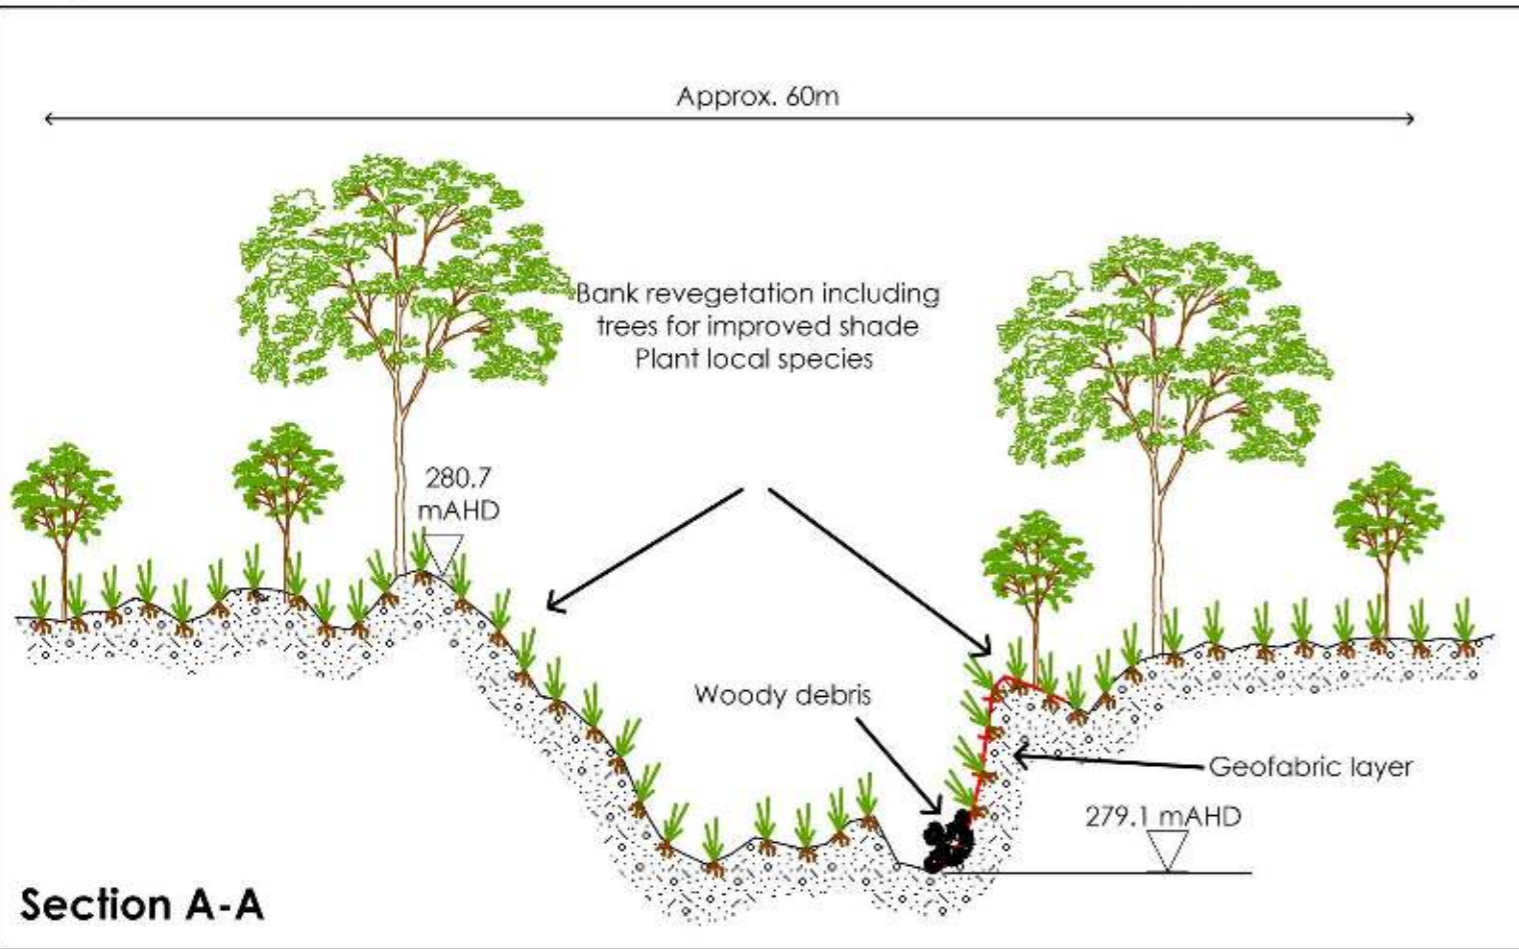 Approx. 60m
Bank revegetation including
trees for improved shade
Plant local species
280.7
mAHD
Woody debris
Geofabric layer
279.1 mAHD
Section A-A